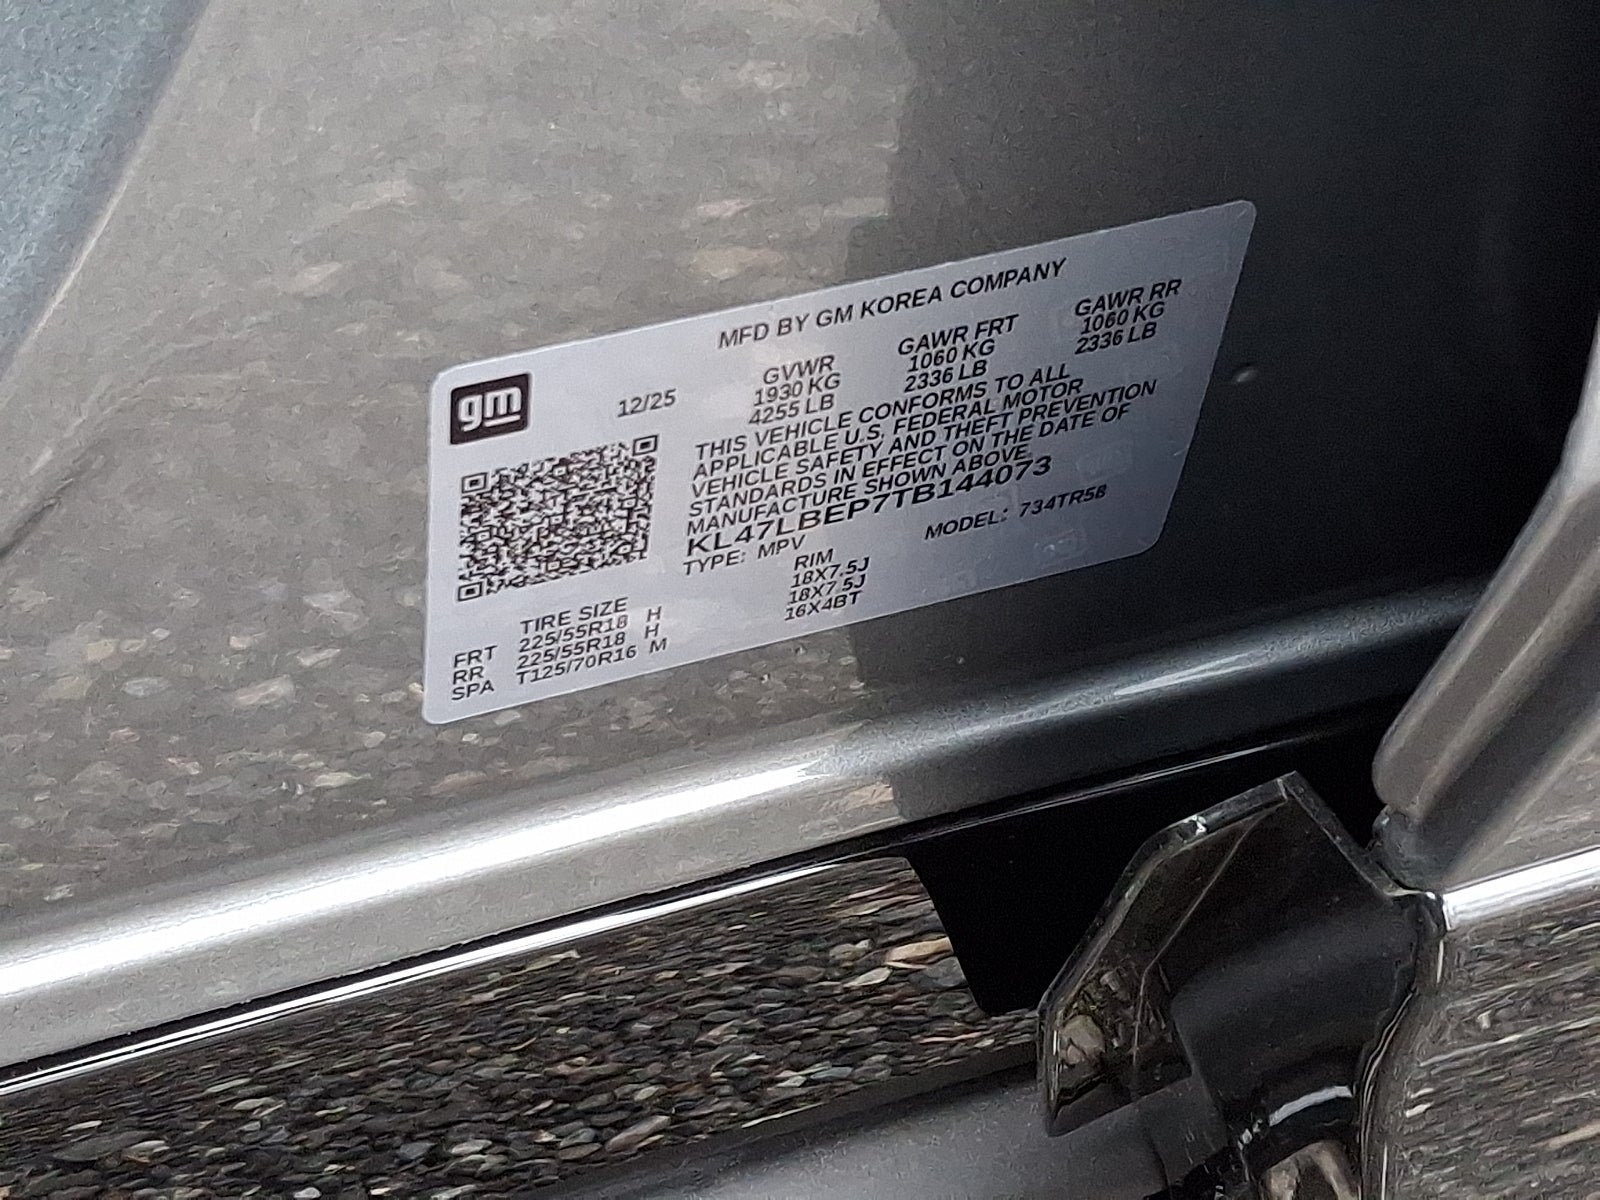 MFD BY GM KOREA COMPANY
gm
12/25
GVWR
1930 KG
4255 LB
GAWR FRT
1060 KG
2336 LB
GAWR RR
1060 KG
2336 LB
THIS VEHICLE CONFORMS TO ALL
APPLICABLE U.S. FEDERAL MOTOR
VEHICLE SAFETY AND THEFT PREVENTION
STANDARDS IN EFFECT ON THE DATE OF
MANUFACTURE SHOWN ABOVE.
KL47LBEP7TB144073
TYPE: MPV MODEL: 734TR58
TIRE SIZE RIM
FRT 225/55R18 H 18X7.5J
RR 225/55R18 H 18X7.5J
SPA T125/70R16 M 16X4BT